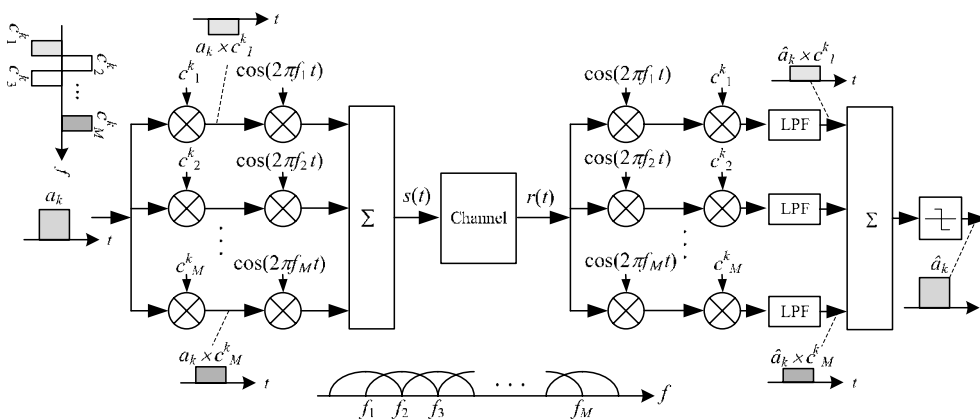 t
a_k × c^k_1
c^k_1
c^k_2
c^k_3
...
c^k_M
f
c^k_1
cos(2πf_1 t)
c^k_2
cos(2πf_2 t)
c^k_M
cos(2πf_M t)
a_k
t
a_k × c^k_M
t
Σ
s(t)
Channel
r(t)
cos(2πf_1 t)
c^k_1
LPF
cos(2πf_2 t)
c^k_2
LPF
cos(2πf_M t)
c^k_M
LPF
â_k × c^k_1
t
Σ
â_k
t
â_k × c^k_M
t
f_1 f_2 f_3 ... f_M f